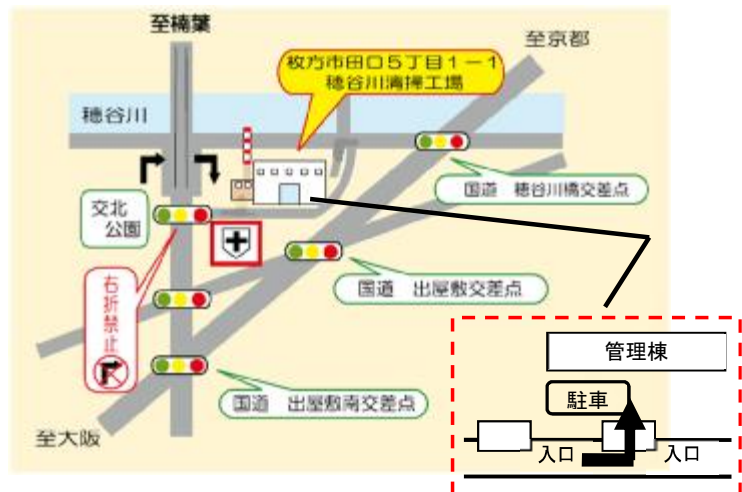 至楠葉
至京都
枚方市田口５丁目１－１
穂谷川清掃工場
穂谷川
国道　穂谷川橋交差点
交北
公園
国道　出屋敷交差点
右折禁止
管理棟
駐車
国道　出屋敷南交差点
至大阪
入口
入口